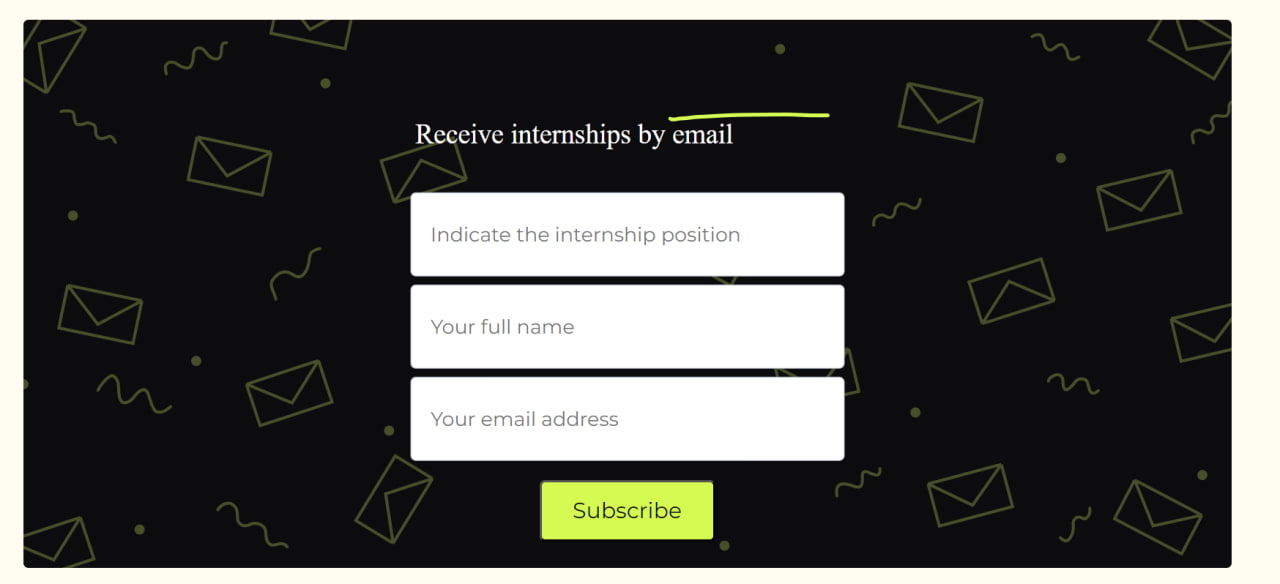 Receive internships by email
Indicate the internship position
Your full name
Your email address
Subscribe